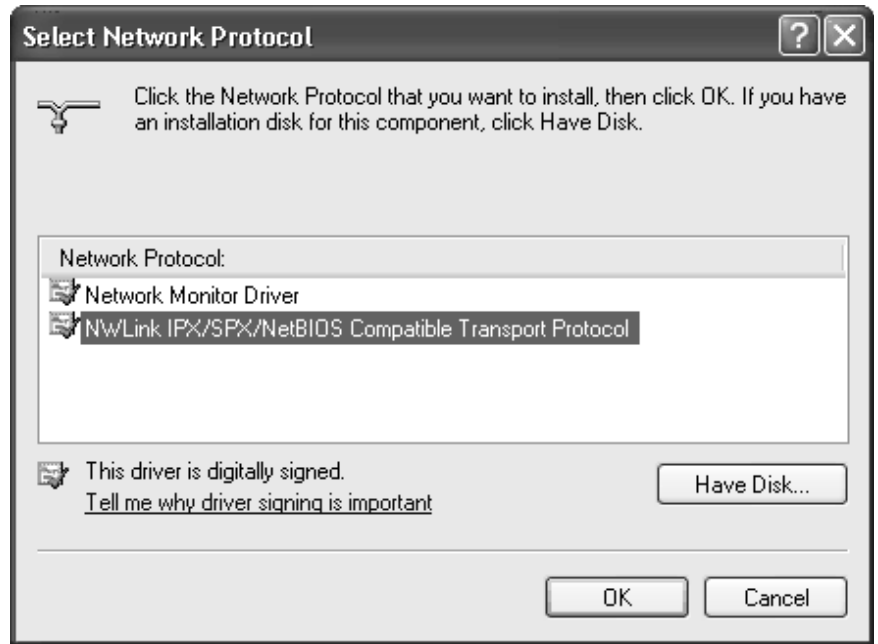 Select Network Protocol
Click the Network Protocol that you want to install, then click OK. If you have
an installation disk for this component, click Have Disk.
Network Protocol:
Network Monitor Driver
NWLink IPX/SPX/NetBIOS Compatible Transport Protocol
This driver is digitally signed.
Tell me why driver signing is important
Have Disk...
OK
Cancel